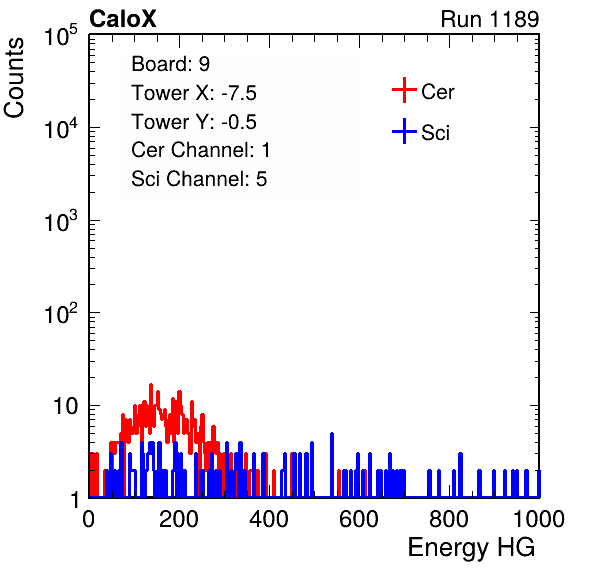 CaloX Run 1189
Counts
Board: 9
Tower X: -7.5
Tower Y: -0.5
Cer Channel: 1
Sci Channel: 5
Cer
Sci
10^5
10^4
10^3
10^2
10
1
0 200 400 600 800 1000
Energy HG